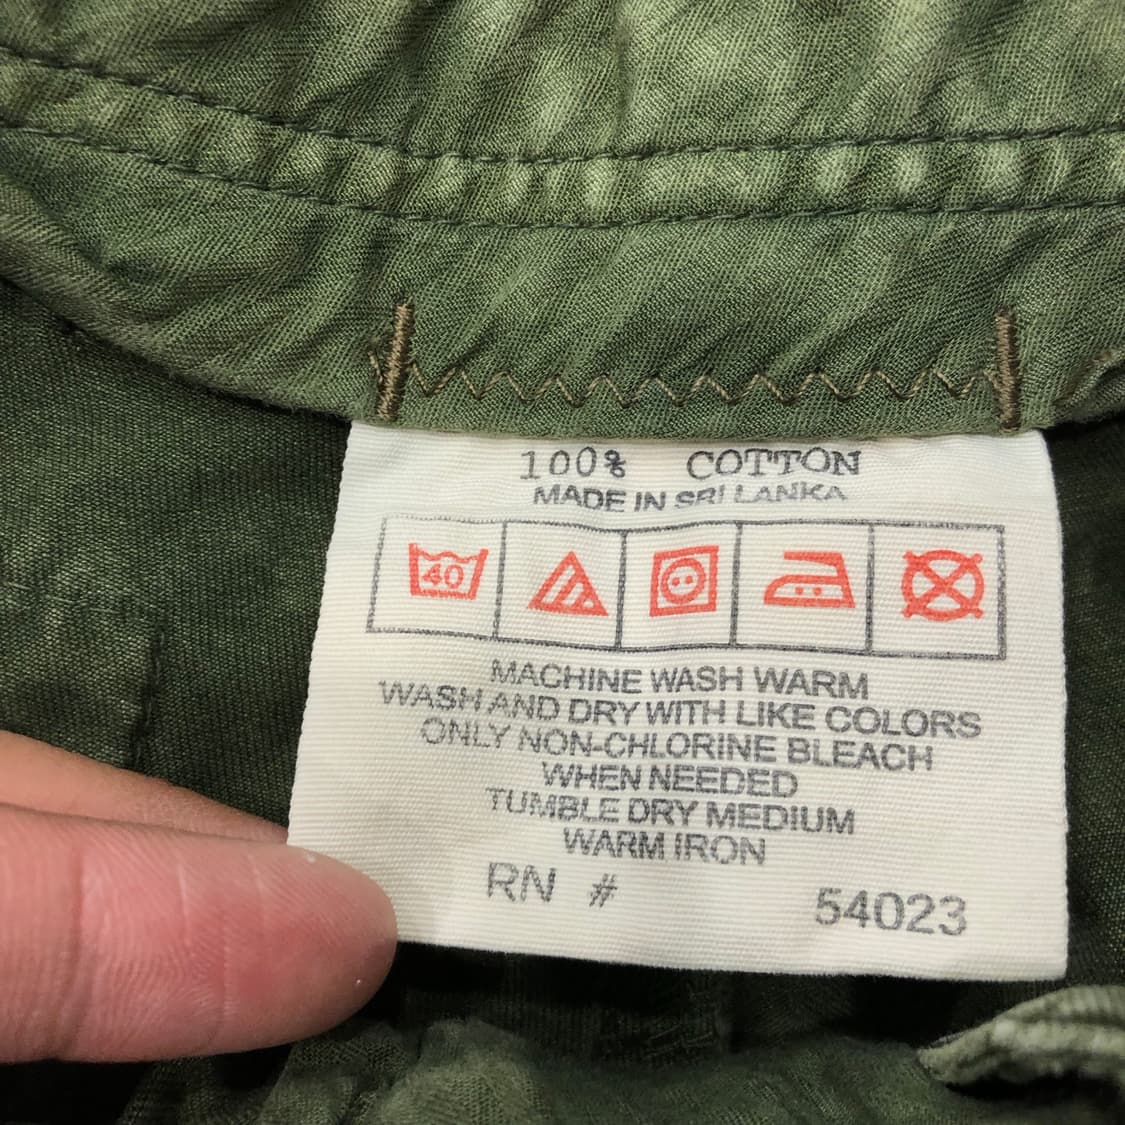 100% COTTON
MADE IN SRI LANKA
40
MACHINE WASH WARM
WASH AND DRY WITH LIKE COLORS
ONLY NON-CHLORINE BLEACH
WHEN NEEDED
TUMBLE DRY MEDIUM
WARM IRON
RN # 54023